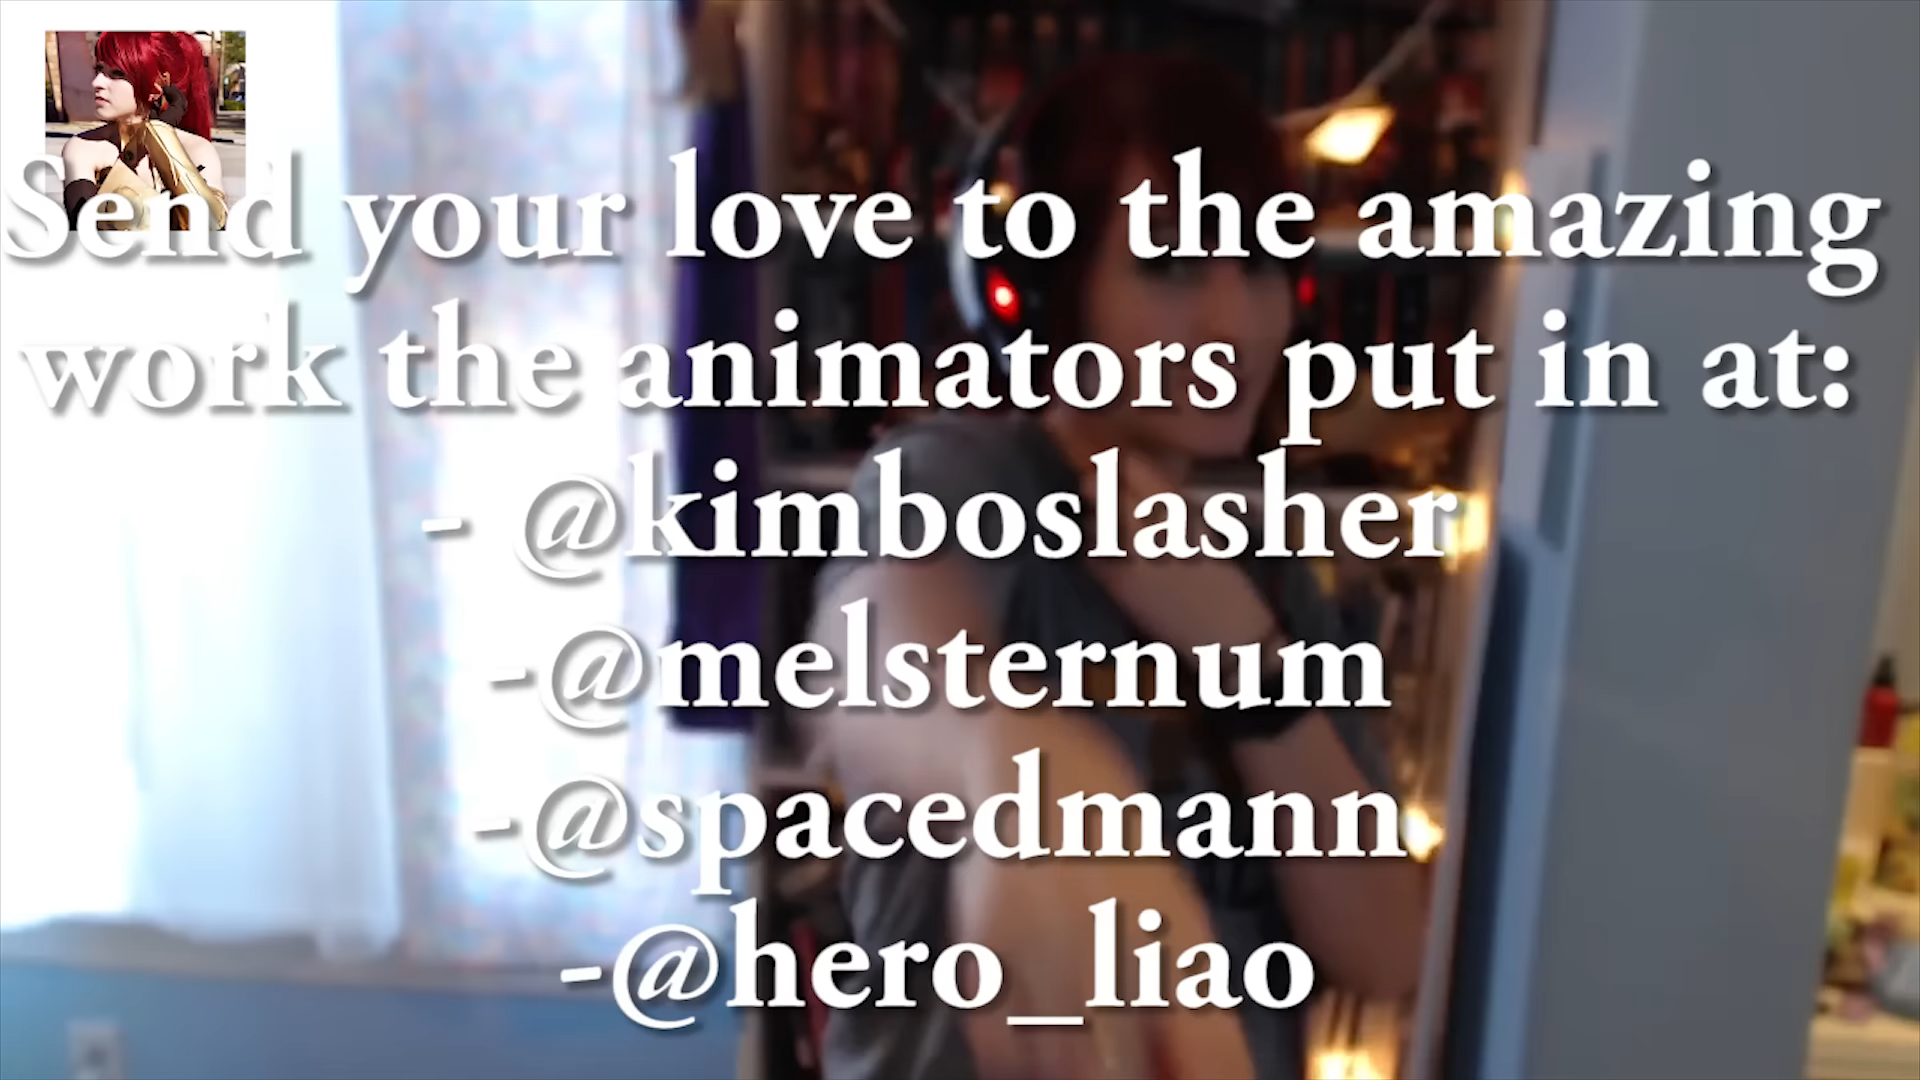 Send your love to the amazing
work the animators put in at:
- @kimboslasher
-@melsternum
-@spacedmann
-@hero_liao